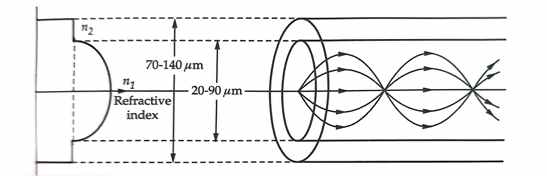 n2
70-140 μm
n1
20-90 μm
Refractive
index